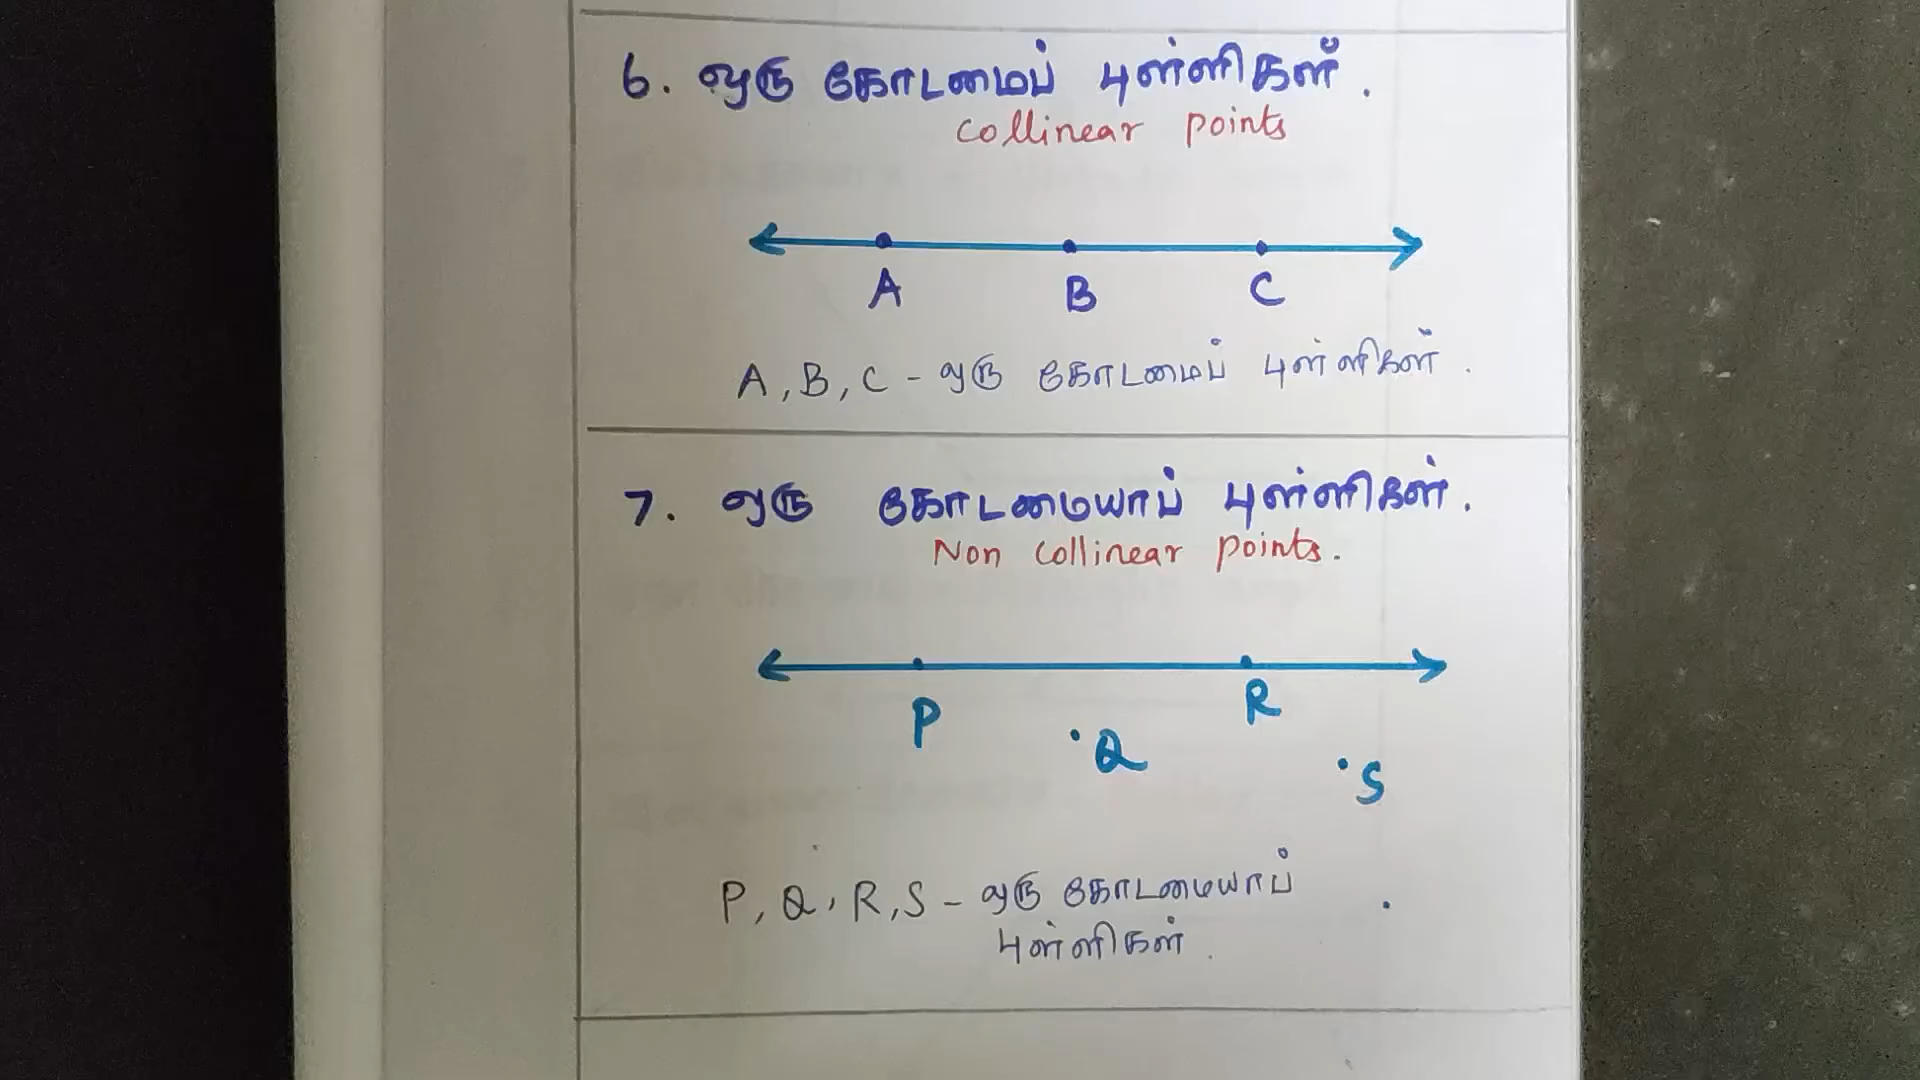 6. ஒரு கோடமைப் புள்ளிகள்.
Collinear points
A B C
A, B, C - ஒரு கோடமைப் புள்ளிகள்.
7. ஒரு கோடமையாப் புள்ளிகள்.
Non collinear points.
P R
Q
S
P, Q, R, S - ஒரு கோடமையாப்
புள்ளிகள்.